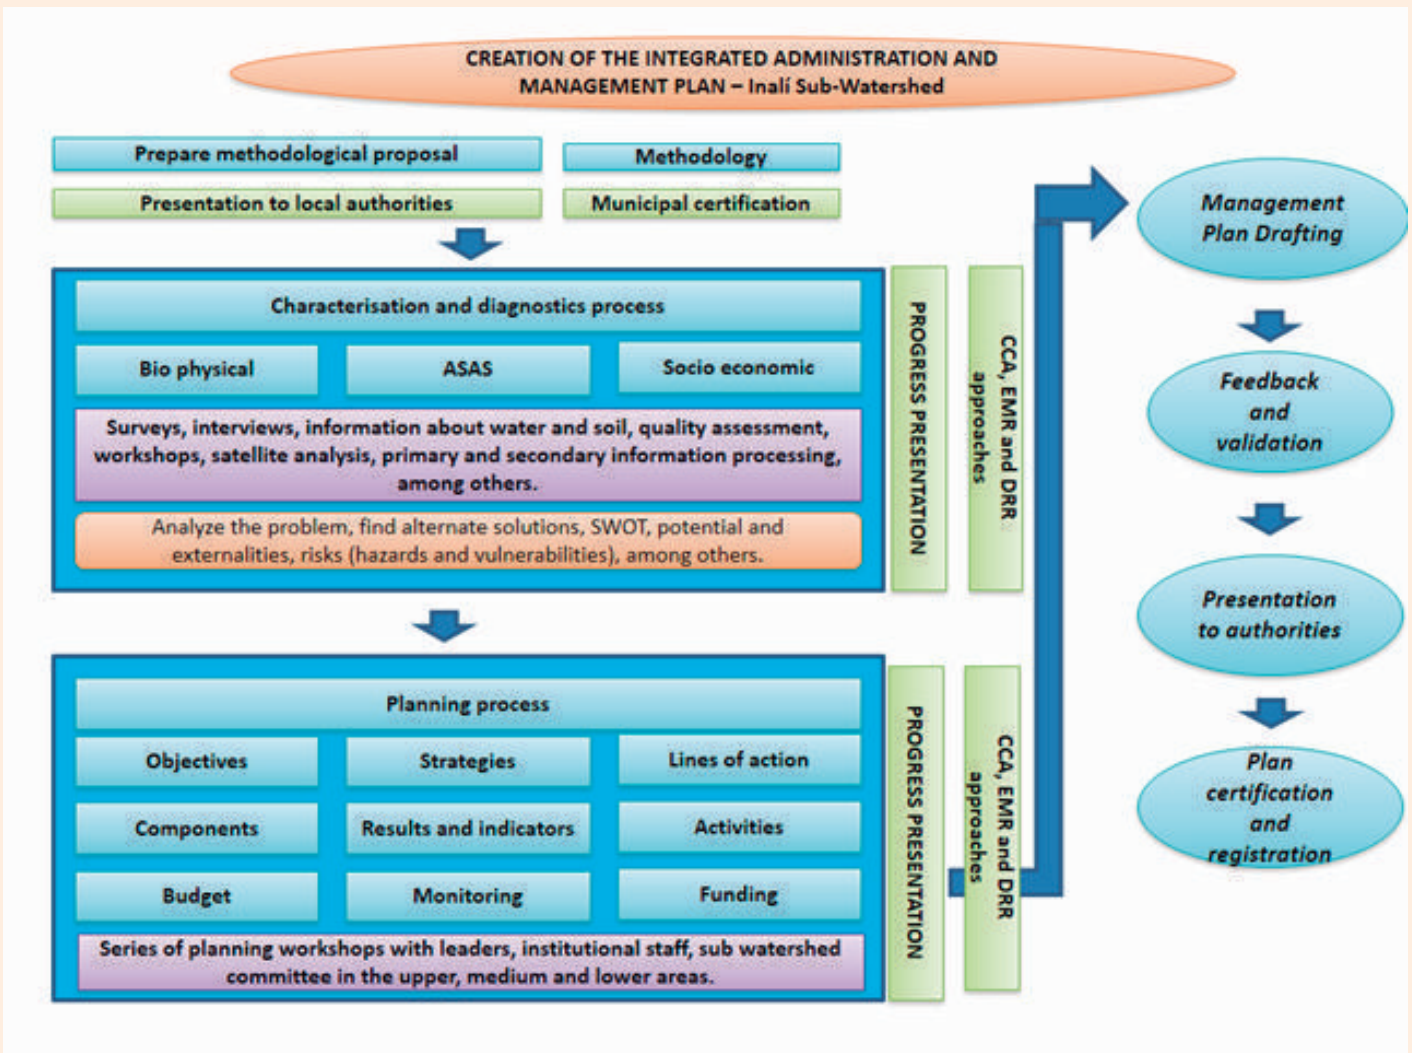 CREATION OF THE INTEGRATED ADMINISTRATION AND
MANAGEMENT PLAN – Inalí Sub-Watershed
Prepare methodological proposal
Methodology
Presentation to local authorities
Municipal certification
Characterisation and diagnostics process
Bio physical
ASAS
Socio economic
Surveys, interviews, information about water and soil, quality assessment,
workshops, satellite analysis, primary and secondary information processing,
among others.
Analyze the problem, find alternate solutions, SWOT, potential and
externalities, risks (hazards and vulnerabilities), among others.
PROGRESS PRESENTATION
CCA, EMR and DRR
approaches
Planning process
Objectives
Strategies
Lines of action
Components
Results and indicators
Activities
Budget
Monitoring
Funding
Series of planning workshops with leaders, institutional staff, sub watershed
committee in the upper, medium and lower areas.
PROGRESS PRESENTATION
CCA, EMR and DRR
approaches
Management
Plan Drafting
Feedback
and
validation
Presentation
to authorities
Plan
certification
and
registration